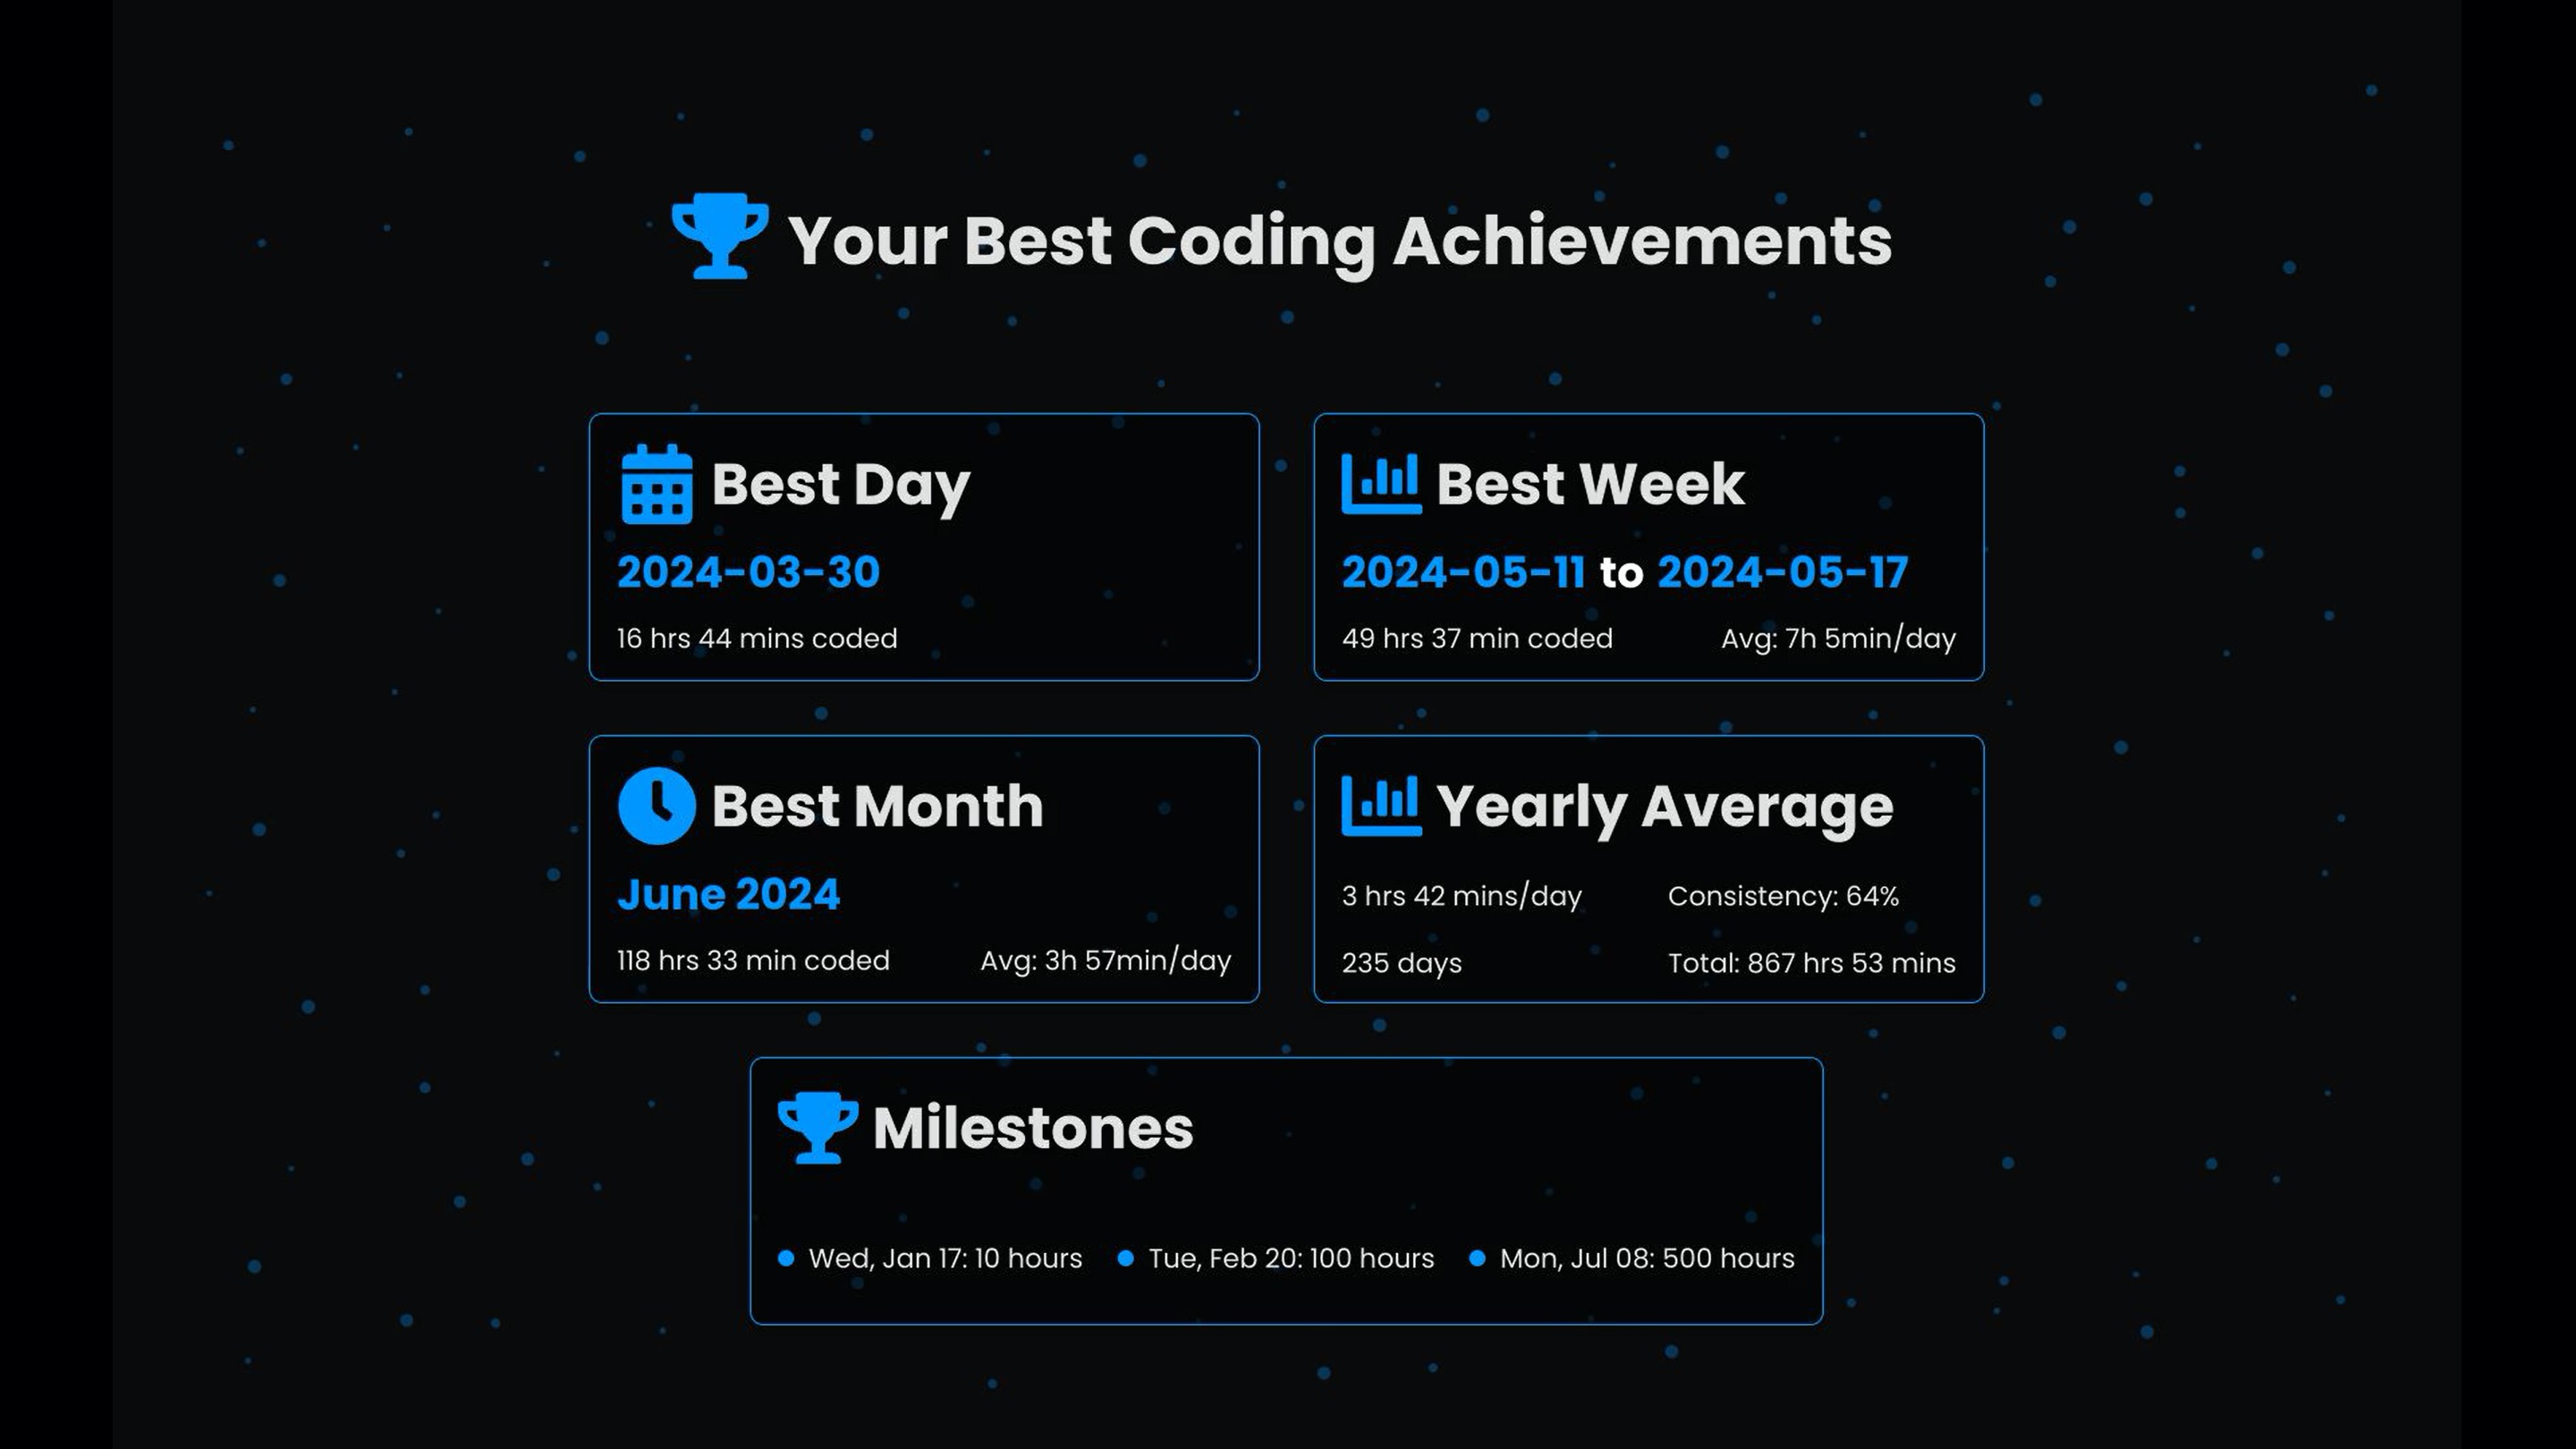 Your Best Coding Achievements
Best Day
2024-03-30
16 hrs 44 mins coded
Best Week
2024-05-11 to 2024-05-17
49 hrs 37 min coded Avg: 7h 5min/day
Best Month
June 2024
118 hrs 33 min coded Avg: 3h 57min/day
Yearly Average
3 hrs 42 mins/day Consistency: 64%
235 days Total: 867 hrs 53 mins
Milestones
Wed, Jan 17: 10 hours Tue, Feb 20: 100 hours Mon, Jul 08: 500 hours